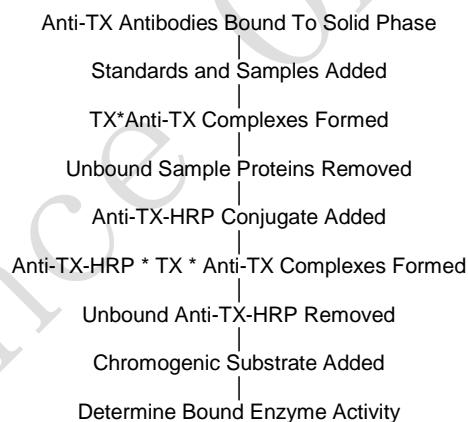 Anti-TX Antibodies Bound To Solid Phase
Standards and Samples Added
TX*Anti-TX Complexes Formed
Unbound Sample Proteins Removed
Anti-TX-HRP Conjugate Added
Anti-TX-HRP * TX * Anti-TX Complexes Formed
Unbound Anti-TX-HRP Removed
Chromogenic Substrate Added
Determine Bound Enzyme Activity